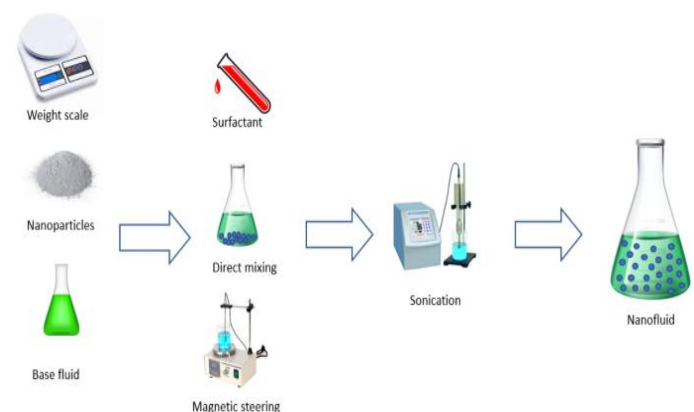 Weight scale
Nanoparticles
Base fluid
Surfactant
Direct mixing
Magnetic steering
Sonication
Nanofluid